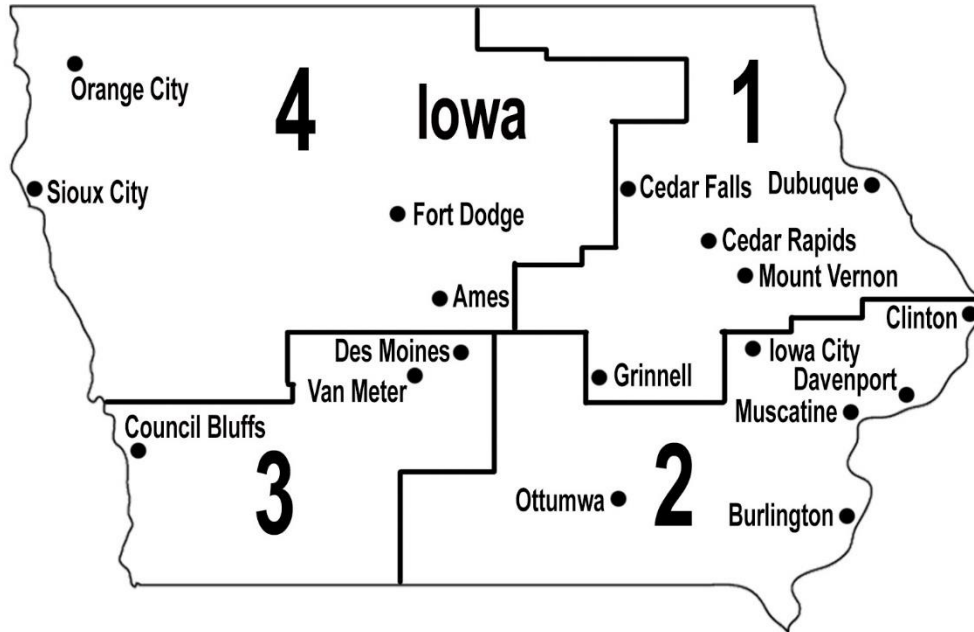 4
Iowa
1
Orange City
Sioux City
Cedar Falls
Dubuque
Fort Dodge
Cedar Rapids
Mount Vernon
Ames
Clinton
Des Moines
Iowa City
Van Meter
Grinnell
Davenport
Muscatine
Council Bluffs
3
2
Ottumwa
Burlington